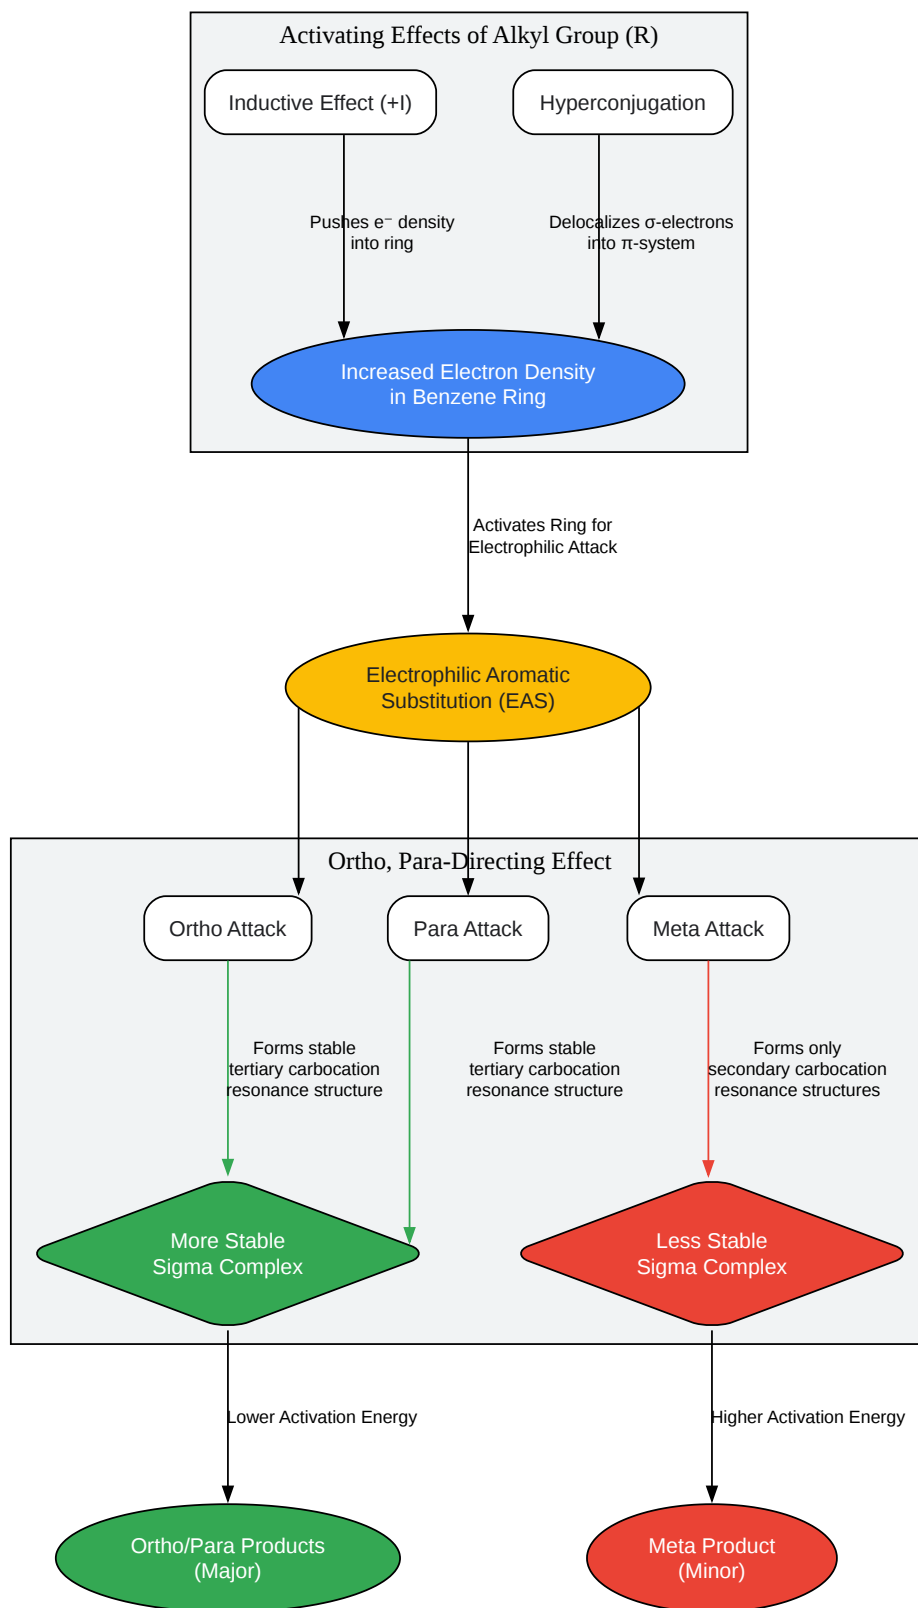 Activating Effects of Alkyl Group (R)
Inductive Effect (+I)
Hyperconjugation
Pushes e⁻ density
into ring
Delocalizes σ-electrons
into π-system
Increased Electron Density
in Benzene Ring
Activates Ring for
Electrophilic Attack
Electrophilic Aromatic
Substitution (EAS)
Ortho, Para-Directing Effect
Ortho Attack
Para Attack
Meta Attack
Forms stable
tertiary carbocation
resonance structure
Forms stable
tertiary carbocation
resonance structure
Forms only
secondary carbocation
resonance structures
More Stable
Sigma Complex
Less Stable
Sigma Complex
Lower Activation Energy
Higher Activation Energy
Ortho/Para Products
(Major)
Meta Product
(Minor)